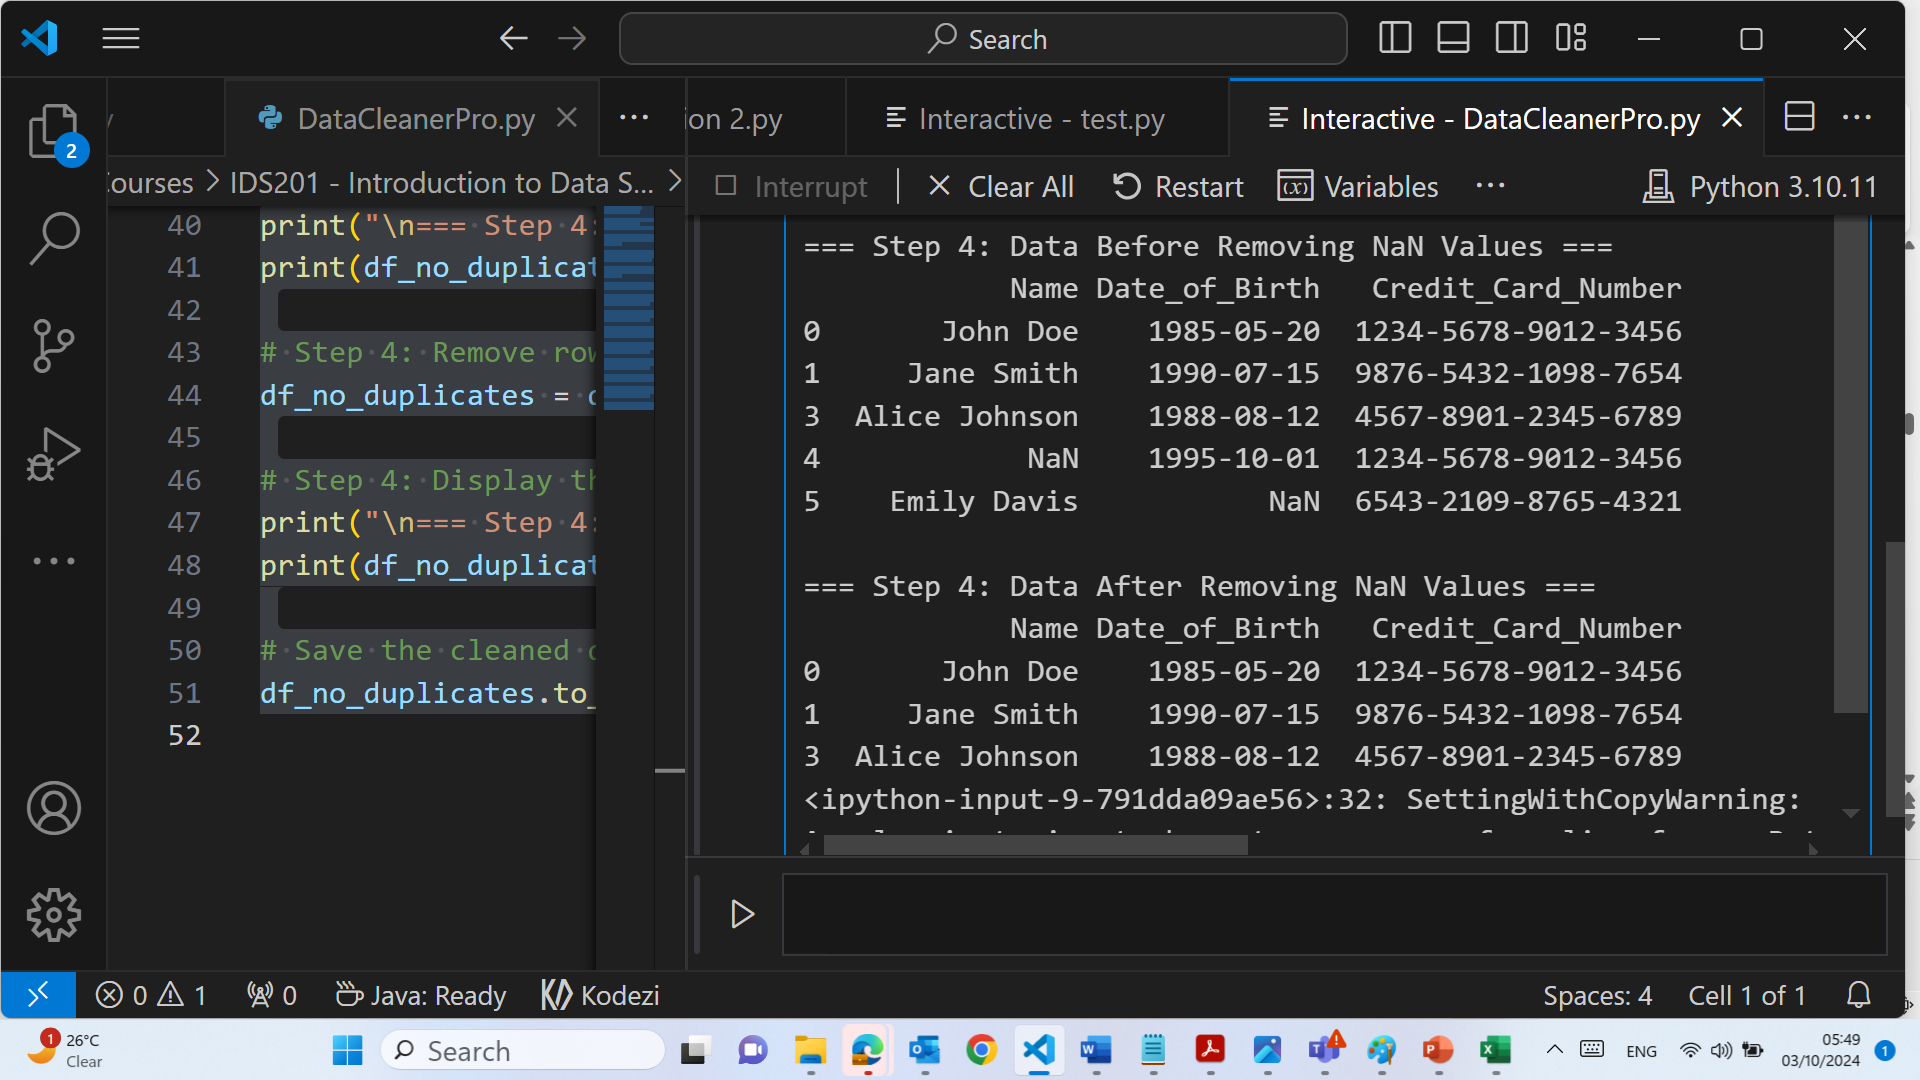 Search
DataCleanerPro.py
ion 2.py
Interactive - test.py
Interactive - DataCleanerPro.py
ourses > IDS201 - Introduction to Data S... >
Interrupt
Clear All
Restart
Variables
Python 3.10.11
40 print("\n=== Step 4:
41 print(df_no_duplicat
42
43 # Step 4: Remove row
44 df_no_duplicates =
45
46 # Step 4: Display th
47 print("\n=== Step 4:
48 print(df_no_duplicat
49
50 # Save the cleaned
51 df_no_duplicates.to_
52
=== Step 4: Data Before Removing NaN Values ===
Name Date_of_Birth Credit_Card_Number
0 John Doe 1985-05-20 1234-5678-9012-3456
1 Jane Smith 1990-07-15 9876-5432-1098-7654
3 Alice Johnson 1988-08-12 4567-8901-2345-6789
4 NaN 1995-10-01 1234-5678-9012-3456
5 Emily Davis NaN 6543-2109-8765-4321
=== Step 4: Data After Removing NaN Values ===
Name Date_of_Birth Credit_Card_Number
0 John Doe 1985-05-20 1234-5678-9012-3456
1 Jane Smith 1990-07-15 9876-5432-1098-7654
3 Alice Johnson 1988-08-12 4567-8901-2345-6789
<ipython-input-9-791dda09ae56>:32: SettingWithCopyWarning:
2
0 1
0
Java: Ready
Kodezi
Spaces: 4
Cell 1 of 1
1
26°C
Clear
Search
ENG
05:49
03/10/2024
1